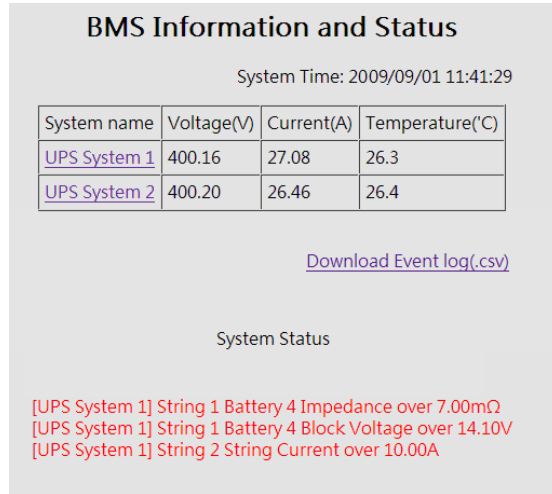 BMS Information and Status
System Time: 2009/09/01 11:41:29
System name Voltage(V) Current(A) Temperature('C)
UPS System 1 400.16 27.08 26.3
UPS System 2 400.20 26.46 26.4
Download Event log(.csv)
System Status
[UPS System 1] String 1 Battery 4 Impedance over 7.00mΩ
[UPS System 1] String 1 Battery 4 Block Voltage over 14.10V
[UPS System 1] String 2 String Current over 10.00A